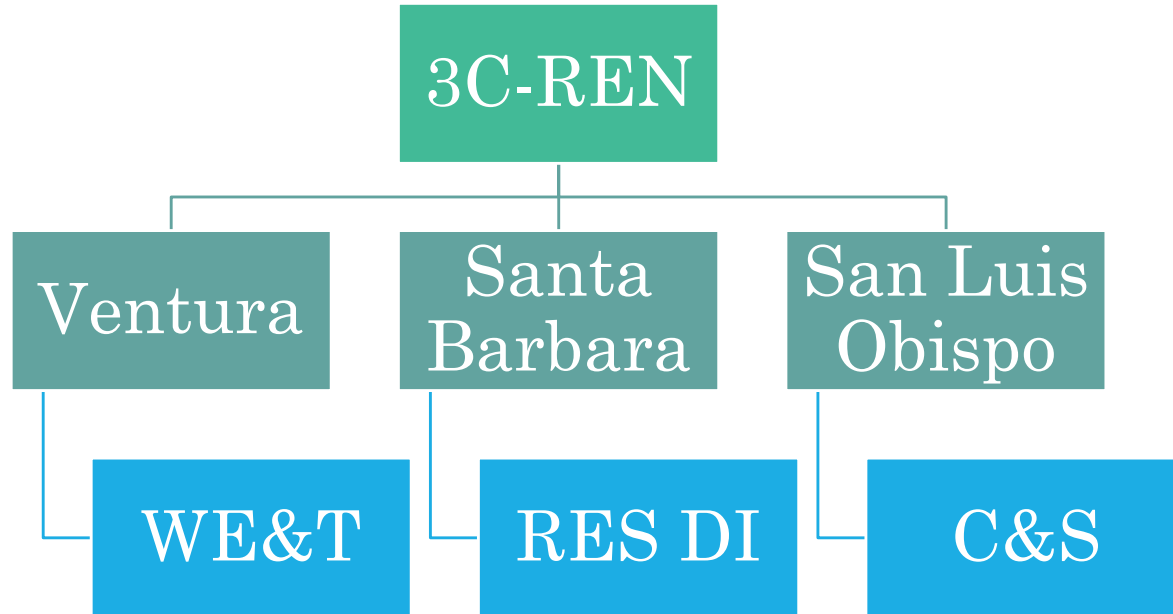 3C-REN
Ventura
Santa
Barbara
San Luis
Obispo
WE&T
RES DI
C&S